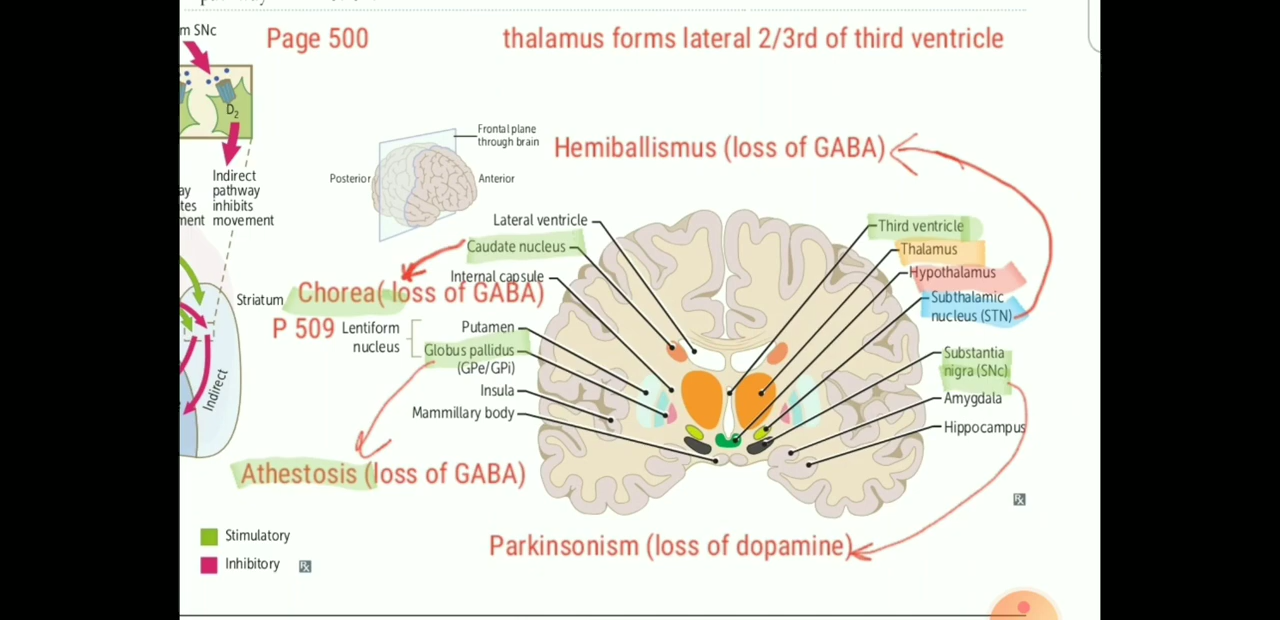 m SNc
Page 500
thalamus forms lateral 2/3rd of third ventricle
D2
Frontal plane
through brain
Hemiballismus (loss of GABA)
Posterior
Anterior
Indirect
pathway
inhibits
movement
Lateral ventricle
Caudate nucleus
Internal capsule
Striatum
Chorea( loss of GABA)
P 509
Lentiform
nucleus
Putamen
Globus pallidus
(GPe/GPi)
Insula
Mammillary body
Third ventricle
Thalamus
Hypothalamus
Subthalamic
nucleus (STN)
Substantia
nigra (SNc)
Amygdala
Hippocampus
Indirect
Athestosis (loss of GABA)
Parkinsonism (loss of dopamine)
Stimulatory
Inhibitory
Rx
Rx